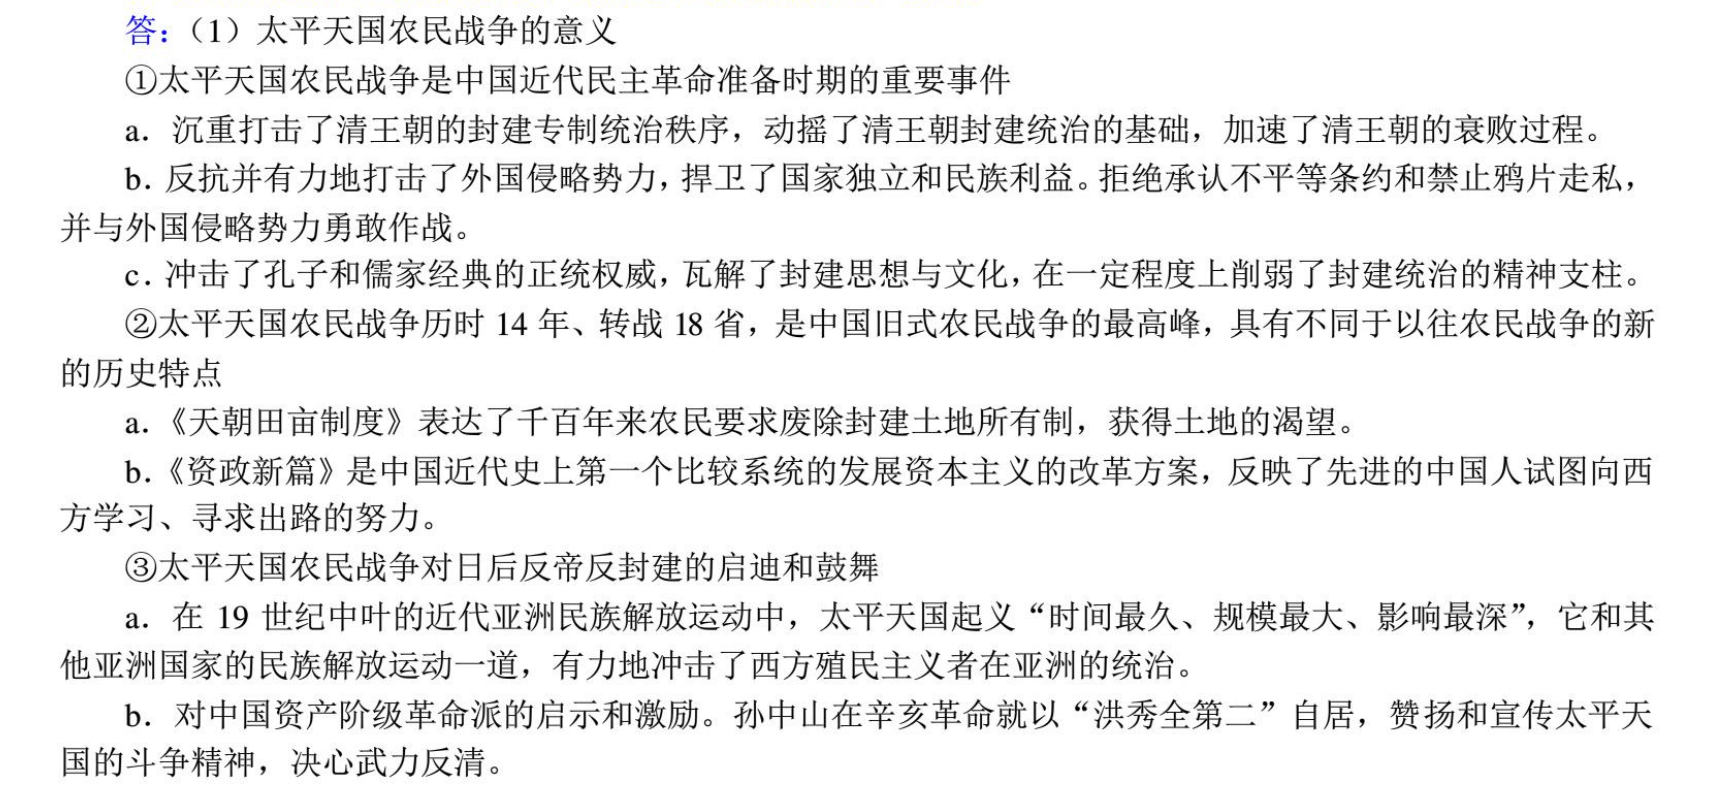 答：（1）太平天国农民战争的意义
①太平天国农民战争是中国近代民主革命准备时期的重要事件
a．沉重打击了清王朝的封建专制统治秩序，动摇了清王朝封建统治的基础，加速了清王朝的衰败过程。
b．反抗并有力地打击了外国侵略势力，捍卫了国家独立和民族利益。拒绝承认不平等条约和禁止鸦片走私，
并与外国侵略势力勇敢作战。
c．冲击了孔子和儒家经典的正统权威，瓦解了封建思想与文化，在一定程度上削弱了封建统治的精神支柱。
②太平天国农民战争历时 14 年、转战 18 省，是中国旧式农民战争的最高峰，具有不同于以往农民战争的新
的历史特点
a．《天朝田亩制度》表达了千百年来农民要求废除封建土地所有制，获得土地的渴望。
b．《资政新篇》是中国近代史上第一个比较系统的发展资本主义的改革方案，反映了先进的中国人试图向西
方学习、寻求出路的努力。
③太平天国农民战争对日后反帝反封建的启迪和鼓舞
a．在 19 世纪中叶的近代亚洲民族解放运动中，太平天国起义“时间最久、规模最大、影响最深”，它和其
他亚洲国家的民族解放运动一道，有力地冲击了西方殖民主义者在亚洲的统治。
b．对中国资产阶级革命派的启示和激励。孙中山在辛亥革命就以“洪秀全第二”自居，赞扬和宣传太平天
国的斗争精神，决心武力反清。